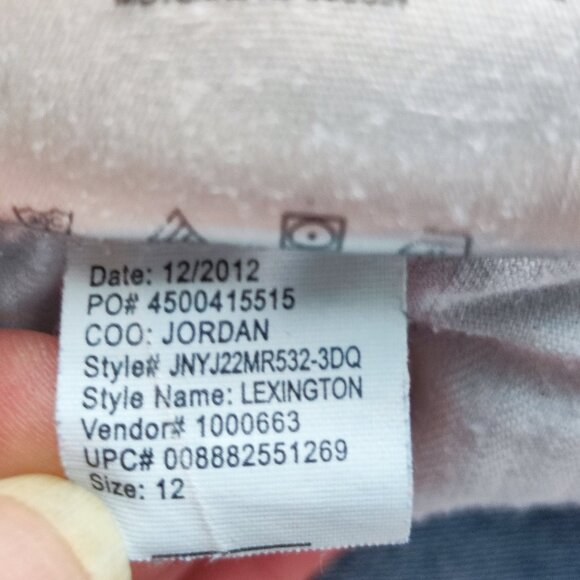 Date: 12/2012
PO# 4500415515
COO: JORDAN
Style# JNYJ22MR532-3DQ
Style Name: LEXINGTON
Vendor# 1000663
UPC# 008882551269
Size: 12